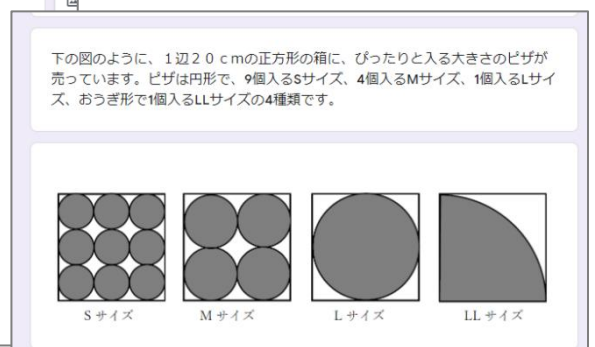 下の図のように、１辺２０ｃｍの正方形の箱に、ぴったりと入る大きさのピザが
売っています。ピザは円形で、9個入るSサイズ、4個入るMサイズ、1個入るLサイ
ズ、おうぎ形で1個入るLLサイズの4種類です。
S サイズ
M サイズ
L サイズ
LL サイズ